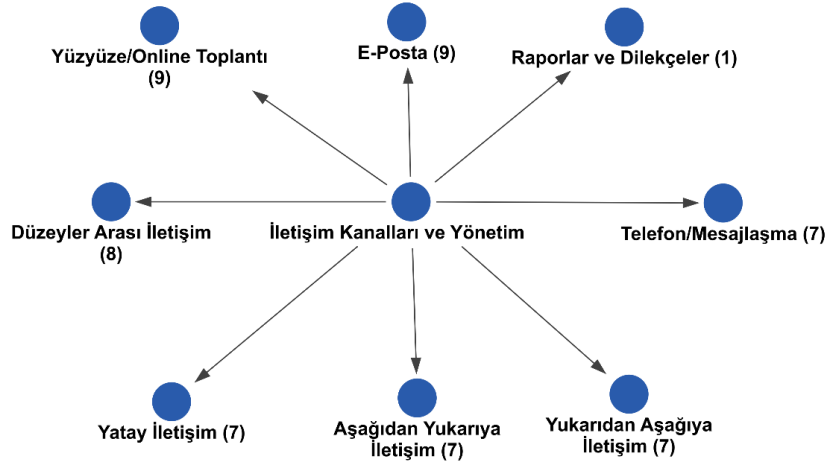 Yüzyüze/Online Toplantı
(9)
E-Posta (9)
Raporlar ve Dilekçeler (1)
Düzeyler Arası İletişim
(8)
İletişim Kanalları ve Yönetim
Telefon/Mesajlaşma (7)
Yatay İletişim (7)
Aşağıdan Yukarıya
İletişim (7)
Yukarıdan Aşağıya
İletişim (7)